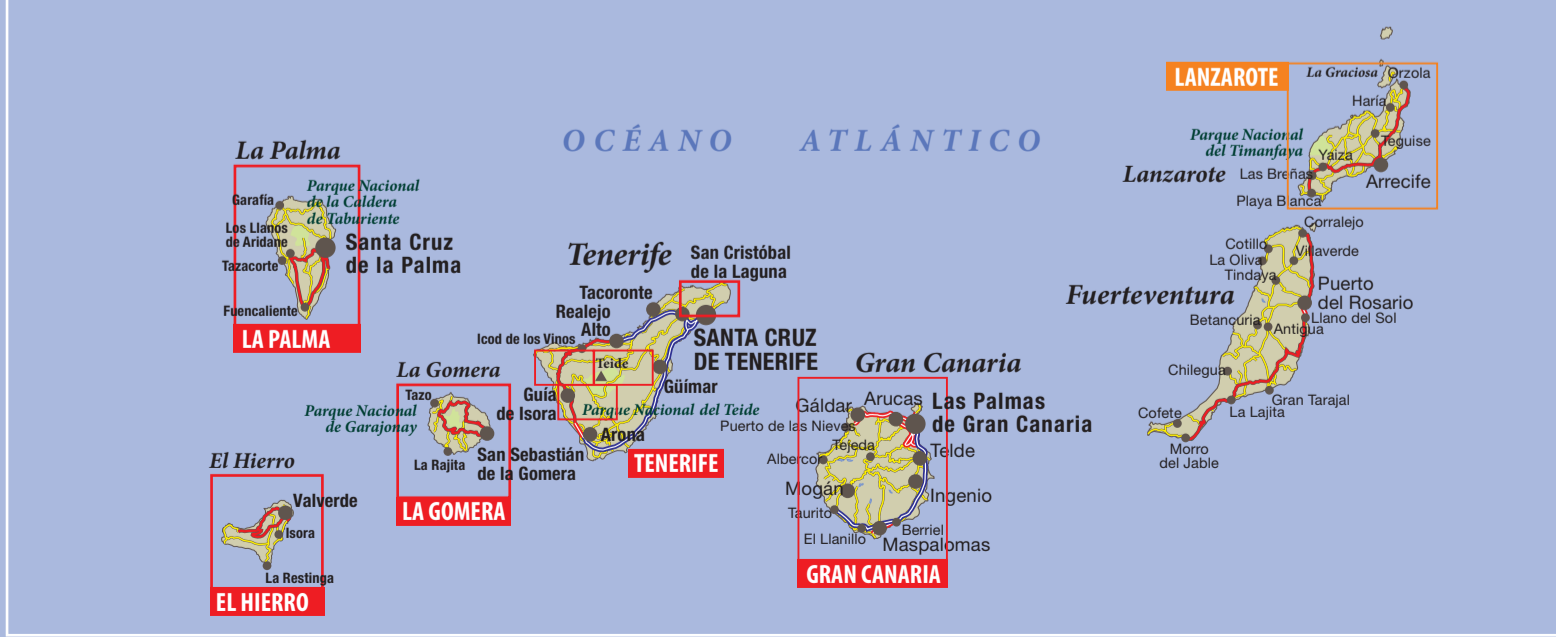 OCÉANO ATLÁNTICO
La Palma
Garafía
Parque Nacional
de la Caldera
de Taburiente
Los Llanos
de Aridane
Tazacorte
Santa Cruz
de la Palma
Fuencaliente
LA PALMA
La Gomera
Tazo
Parque Nacional
de Garajonay
La Rajita
San Sebastián
de la Gomera
LA GOMERA
El Hierro
Valverde
Isora
La Restinga
EL HIERRO
Tenerife
San Cristóbal
de la Laguna
Tacoronte
Realejo
Alto
Icod de los Vinos
SANTA CRUZ
DE TENERIFE
Teide
Güímar
Guía
de Isora
Parque Nacional del Teide
Arona
TENERIFE
Gran Canaria
Gáldar
Arucas
Las Palmas
de Gran Canaria
Puerto de las Nieves
Tejeda
Telde
Albercor
Mogán
Ingenio
Taurito
El Llanillo
Berriel
Maspalomas
GRAN CANARIA
LANZAROTE
La Graciosa
Orzola
Haría
Parque Nacional
del Timanfaya
Teguise
Yaiza
Lanzarote
Las Breñas
Arrecife
Playa Blanca
Corralejo
Cotillo
Villaverde
La Oliva
Tindaya
Fuerteventura
Puerto
del Rosario
Llano del Sol
Betancuria
Antigua
Chilegua
Gran Tarajal
La Lajita
Cofete
Morro
del Jable